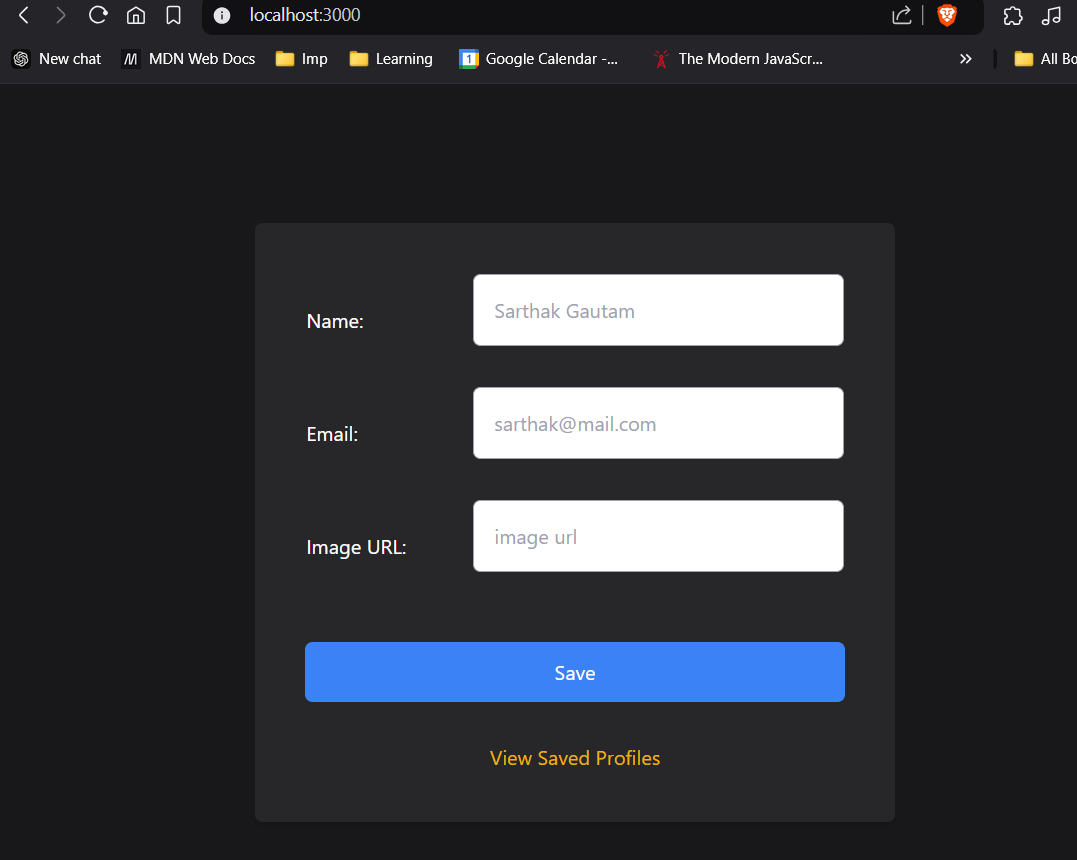 localhost:3000
New chat MDN Web Docs Imp Learning Google Calendar -... The Modern JavaScr... » All Bo
Name: Sarthak Gautam
Email: sarthak@mail.com
Image URL: image url
Save
View Saved Profiles